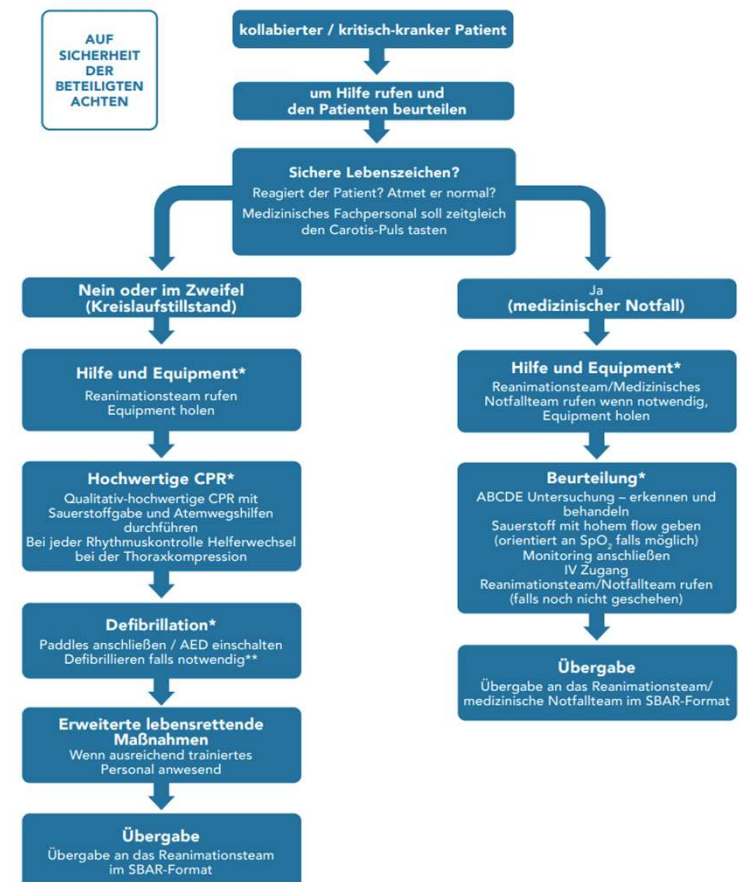 AUF
SICHERHEIT
DER
BETEILIGTEN
ACHTEN
kollabierter / kritisch-kranker Patient
um Hilfe rufen und
den Patienten beurteilen
Sichere Lebenszeichen?
Reagiert der Patient? Atmet er normal?
Medizinisches Fachpersonal soll zeitgleich
den Carotis-Puls tasten
Nein oder im Zweifel
(Kreislaufstillstand)
Hilfe und Equipment*
Reanimationsteam rufen
Equipment holen
Hochwertige CPR*
Qualitativ-hochwertige CPR mit
Sauerstoffgabe und Atemwegshilfen
durchführen
Bei jeder Rhythmuskontrolle Helferwechsel
bei der Thoraxkompression
Defibrillation*
Paddles anschließen / AED einschalten
Defibrillieren falls notwendig**
Erweiterte lebensrettende
Maßnahmen
Wenn ausreichend trainiertes
Personal anwesend
Übergabe
Übergabe an das Reanimationsteam
im SBAR-Format
Ja
(medizinischer Notfall)
Hilfe und Equipment*
Reanimationsteam/Medizinisches
Notfallteam rufen wenn notwendig,
Equipment holen
Beurteilung*
ABCDE Untersuchung – erkennen und
behandeln
Sauerstoff mit hohem flow geben
(orientiert an SpO₂ falls möglich)
Monitoring anschließen
IV Zugang
Reanimationsteam/Notfallteam rufen
(falls noch nicht geschehen)
Übergabe
Übergabe an das Reanimationsteam/
medizinische Notfallteam im SBAR-Format